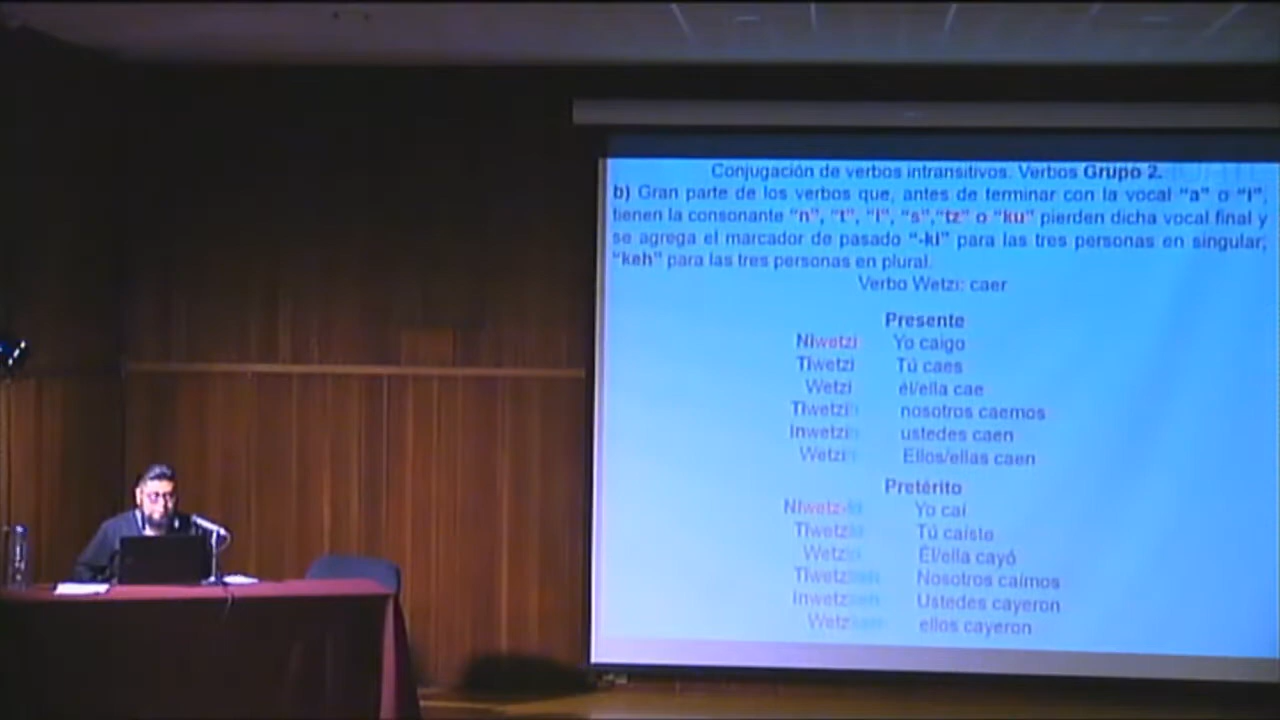 Conjugación de verbos intransitivos. Verbos Grupo 2.
b) Gran parte de los verbos que, antes de terminar con la vocal “a” o “i”,
tienen la consonante “n”, “t”, “l”, “s”,“tz” o “ku” pierden dicha vocal final y
se agrega el marcador de pasado “-ki” para las tres personas en singular;
“keh” para las tres personas en plural.
Verbo Wetzi: caer
Presente
Niwetzi Yo caigo
Tiwetzi Tú caes
Wetzi él/ella cae
nosotros caemos
ustedes caen
Ellos/ellas caen
Pretérito
Yo caí
Tú caíste
Él/ella cayó
Nosotros caímos
Ustedes cayeron
ellos cayeron